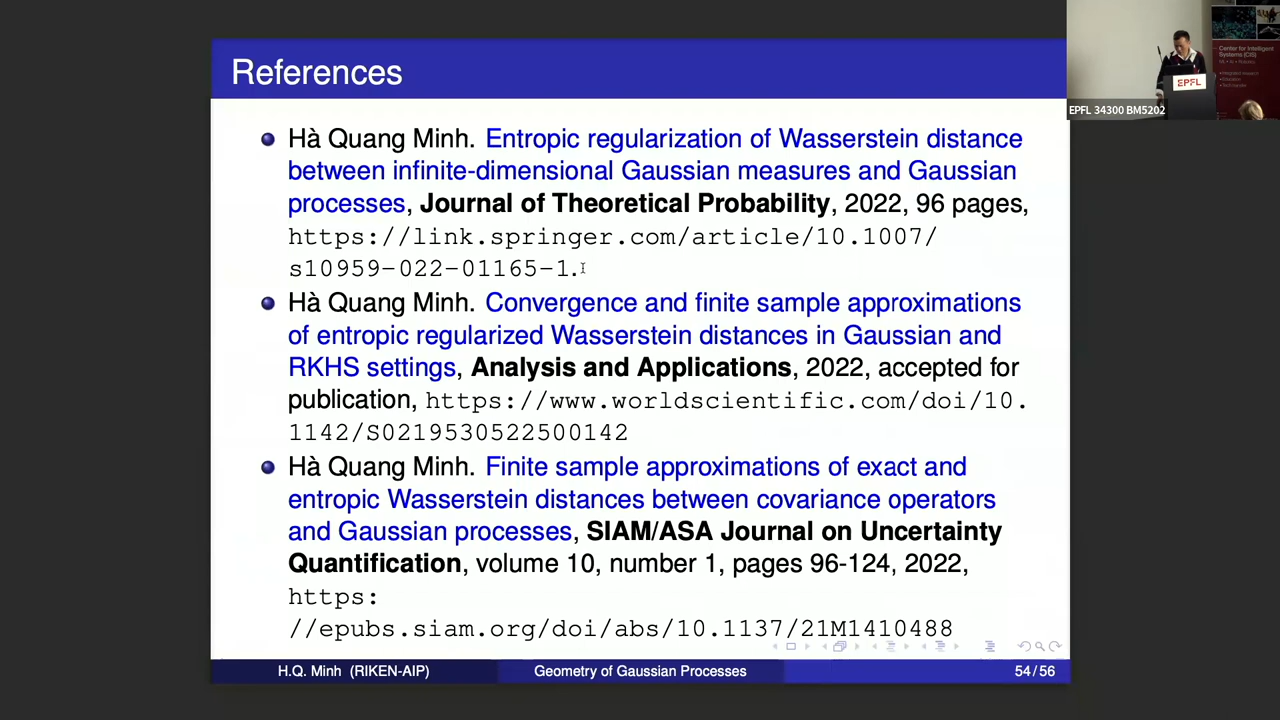 References
Hà Quang Minh. Entropic regularization of Wasserstein distance
between infinite-dimensional Gaussian measures and Gaussian
processes, Journal of Theoretical Probability, 2022, 96 pages,
https://link.springer.com/article/10.1007/
s10959-022-01165-1.
Hà Quang Minh. Convergence and finite sample approximations
of entropic regularized Wasserstein distances in Gaussian and
RKHS settings, Analysis and Applications, 2022, accepted for
publication, https://www.worldscientific.com/doi/10.
1142/S0219530522500142
Hà Quang Minh. Finite sample approximations of exact and
entropic Wasserstein distances between covariance operators
and Gaussian processes, SIAM/ASA Journal on Uncertainty
Quantification, volume 10, number 1, pages 96-124, 2022,
https:
//epubs.siam.org/doi/abs/10.1137/21M1410488
H.Q. Minh (RIKEN-AIP)
Geometry of Gaussian Processes
54/56
Center for Intelligent
Systems (CIS)
EPFL
EPFL 34300 BM5202